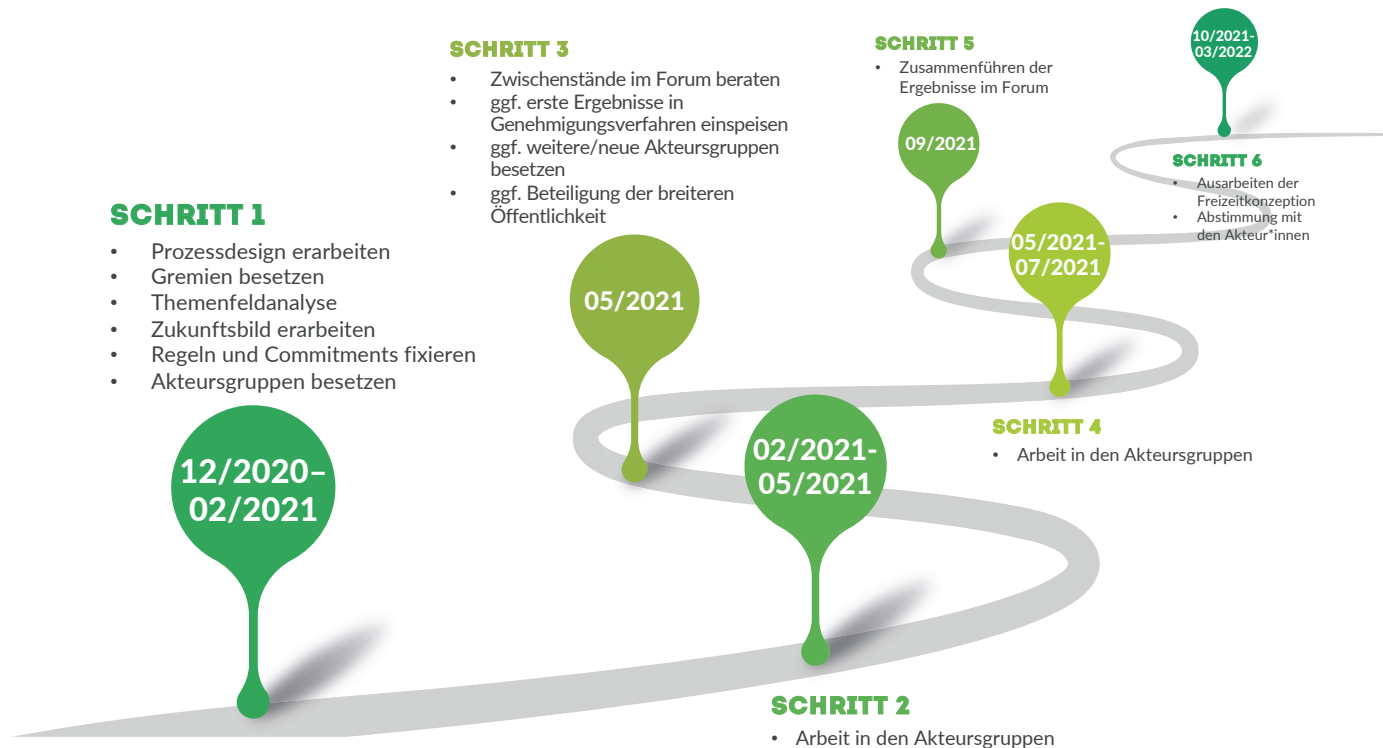 SCHRITT 1
• Prozessdesign erarbeiten
• Gremien besetzen
• Themenfeldanalyse
• Zukunftsbild erarbeiten
• Regeln und Commitments fixieren
• Akteursgruppen besetzen
12/2020–
02/2021
SCHRITT 2
• Arbeit in den Akteursgruppen
02/2021-
05/2021
SCHRITT 3
• Zwischenstände im Forum beraten
• ggf. erste Ergebnisse in
Genehmigungsverfahren einspeisen
• ggf. weitere/neue Akteursgruppen
besetzen
• ggf. Beteiligung der breiteren
Öffentlichkeit
05/2021
SCHRITT 4
• Arbeit in den Akteursgruppen
05/2021-
07/2021
SCHRITT 5
• Zusammenführen der
Ergebnisse im Forum
09/2021
10/2021-
03/2022
SCHRITT 6
• Ausarbeiten der
Freizeitkonzeption
• Abstimmung mit
den Akteur*innen